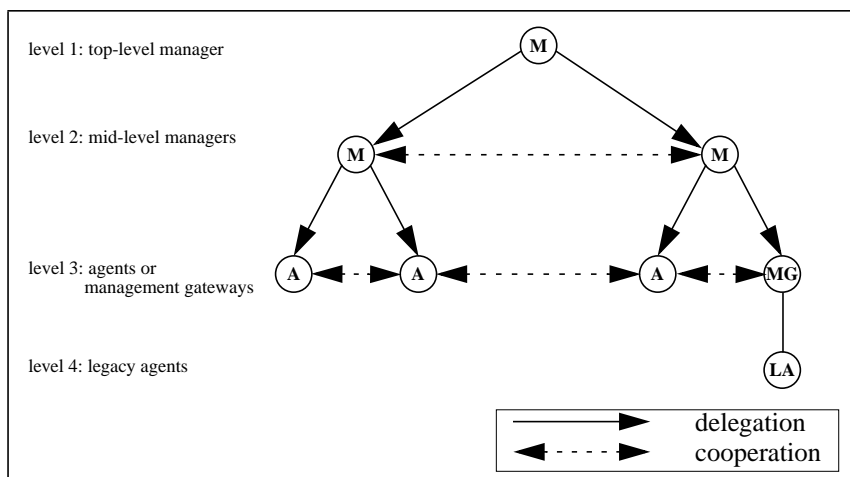 level 1: top-level manager
M
level 2: mid-level managers
M M
level 3: agents or
management gateways
A A A MG
level 4: legacy agents
LA
delegation
cooperation